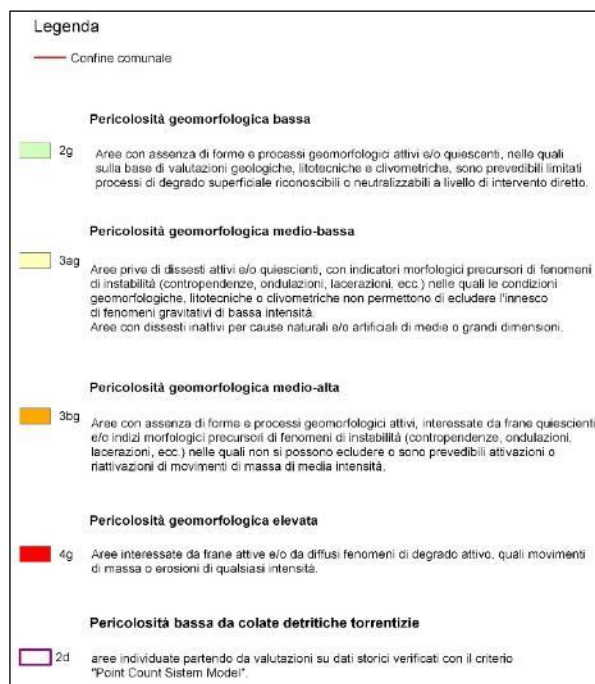 Legenda
Confine comunale
Pericolosità geomorfologica bassa
2g
Aree con assenza di forme e processi geomorfologici attivi e/o quiescenti, nelle quali
sulla base di valutazioni geologiche, litotecniche e clivometriche, sono prevedibili limitati
processi di degrado superficiale riconoscibili o neutralizzabili a livello di intervento diretto.
Pericolosità geomorfologica medio-bassa
3ag
Aree prive di dissesti attivi e/o quiescienti, con indicatori morfologici precursori di fenomeni
di instabilità (contropendenze, ondulazioni, lacerazioni, ecc.) nelle quali le condizioni
geomorfologiche, litotecniche o clivometriche non permettono di ecludere l'innesco
di fenomeni gravitativi di bassa intensità.
Aree con dissesti inattivi per cause naturali e/o artificiali di medie o grandi dimensioni.
Pericolosità geomorfologica medio-alta
3bg
Aree con assenza di forme e processi geomorfologici attivi, interessate da frane quiescienti
e/o indizi morfologici precursori di fenomeni di instabilità (contropendenze, ondulazioni,
lacerazioni, ecc.) nelle quali non si possono ecludere o sono prevedibili attivazioni o
riattivazioni di movimenti di massa di media intensità.
Pericolosità geomorfologica elevata
4g
Aree interessate da frane attive e/o da diffusi fenomeni di degrado attivo, quali movimenti
di massa o erosioni di qualsiasi intensità.
Pericolosità bassa da colate detritiche torrentizie
2d
aree individuate partendo da valutazioni su dati storici verificati con il criterio
"Point Count Sistem Model".